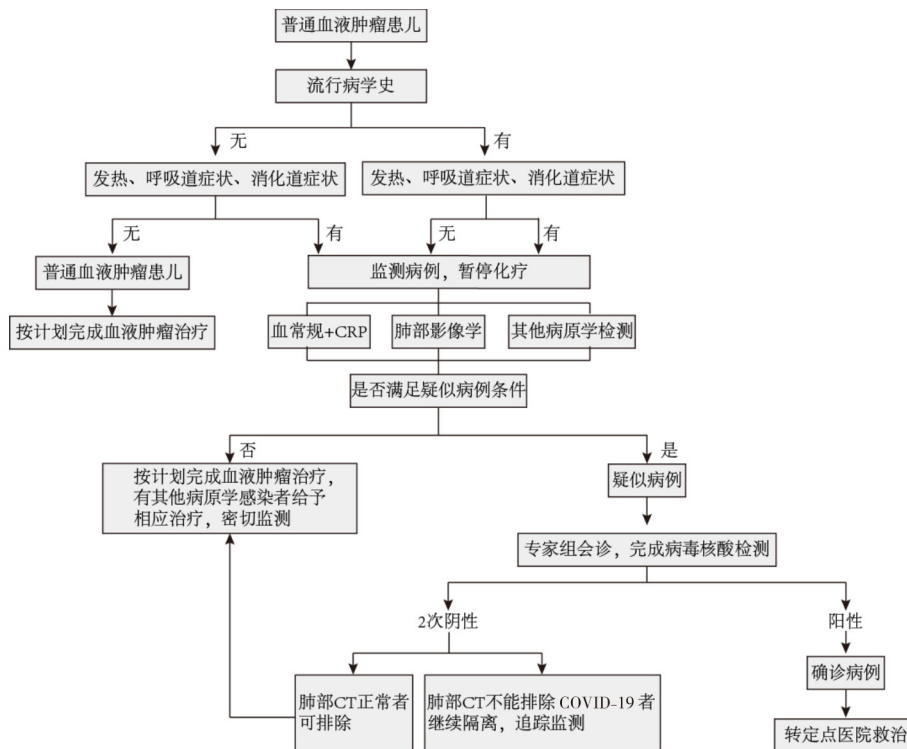 普通血液肿瘤患儿
流行病学史
无
有
发热、呼吸道症状、消化道症状
发热、呼吸道症状、消化道症状
无
有
无
有
普通血液肿瘤患儿
监测病例，暂停化疗
按计划完成血液肿瘤治疗
血常规+CRP
肺部影像学
其他病原学检测
是否满足疑似病例条件
否
是
按计划完成血液肿瘤治疗，
有其他病原学感染者给予
相应治疗，密切监测
疑似病例
专家组会诊，完成病毒核酸检测
2次阴性
阳性
肺部CT正常者
可排除
肺部CT不能排除 COVID-19 者
继续隔离，追踪监测
确诊病例
转定点医院救治